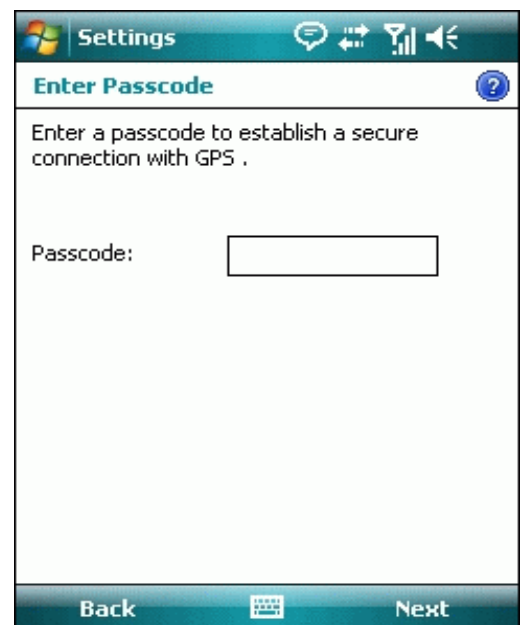 Settings
Enter Passcode
?
Enter a passcode to establish a secure
connection with GPS .
Passcode:
Back Next